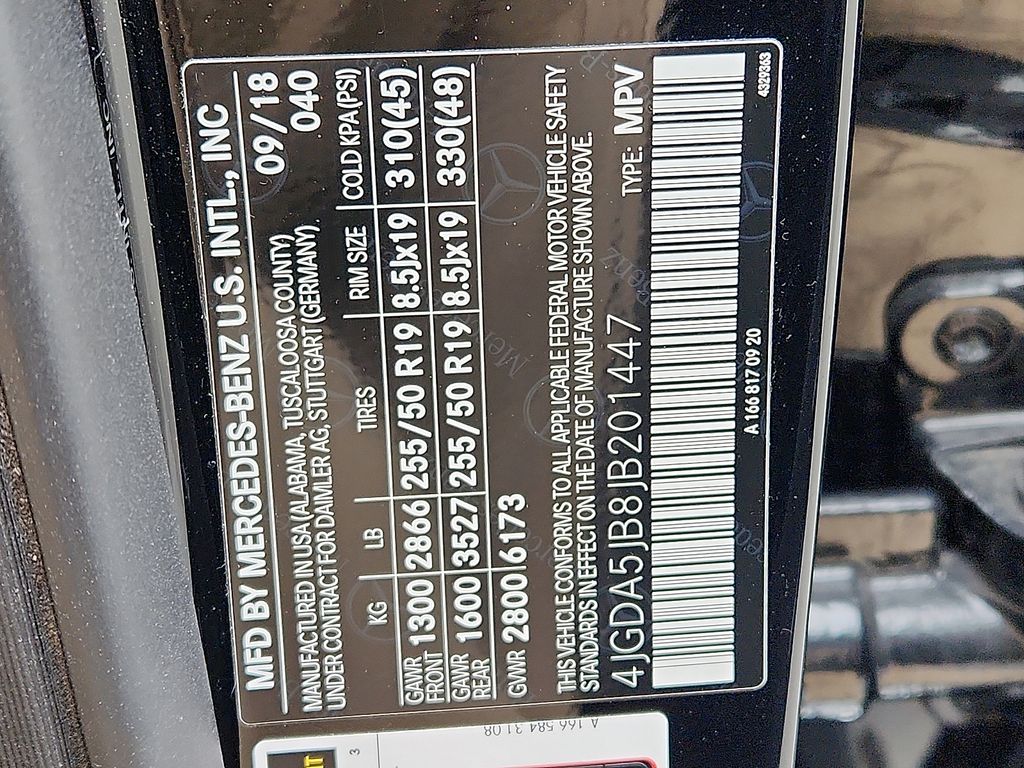 MFD BY MERCEDES-BENZ U.S. INTL., INC
09/18
MANUFACTURED IN USA (ALABAMA, TUSCALOOSA COUNTY)
040
UNDER CONTRACT FOR DAIMLER AG, STUTTGART (GERMANY).
KG LB TIRES RIM SIZE COLD KPA(PSI)
GAWR FRONT 1300 2866 255/50 R19 8.5Jx19 310(45)
GAWR REAR 1600 3527 255/50 R19 8.5Jx19 330(48)
GVWR 2800 6173
THIS VEHICLE CONFORMS TO ALL APPLICABLE FEDERAL MOTOR VEHICLE SAFETY
STANDARDS IN EFFECT ON THE DATE OF MANUFACTURE SHOWN ABOVE.
4JGDA5JB8JB201447 TYPE: MPV
A 166 817 09 20
4329363
A 166 584 31 08
3